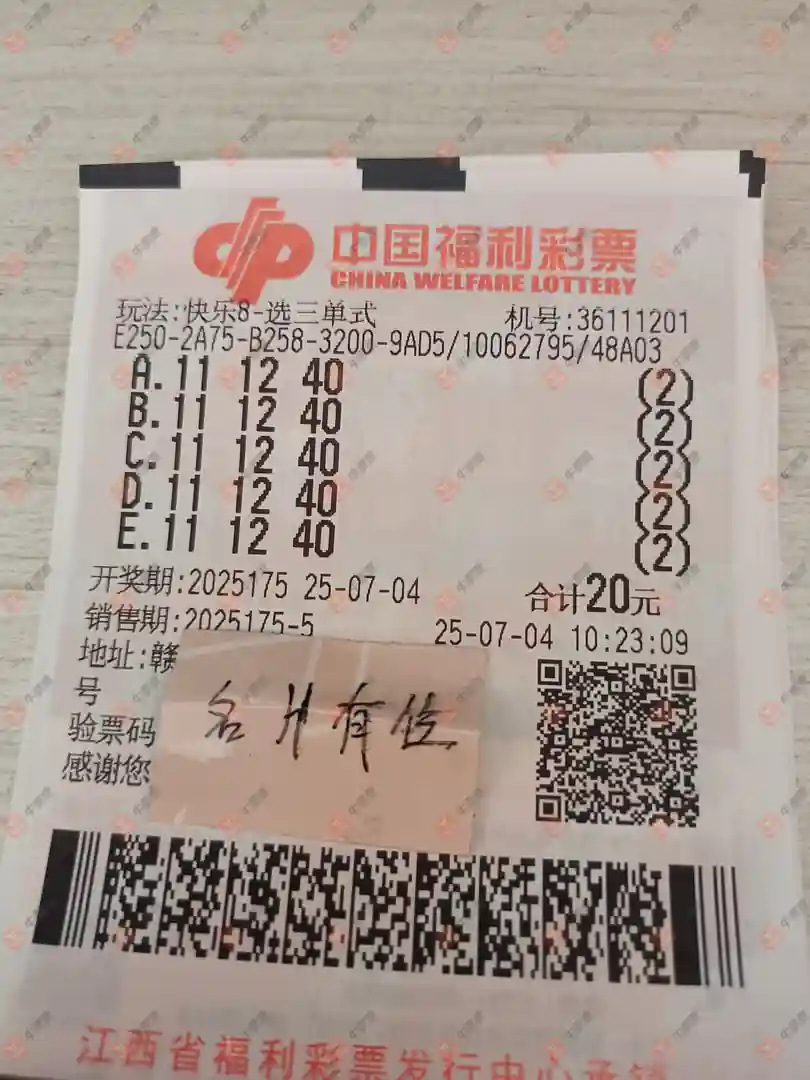 中国福利彩票
CHINA WELFARE LOTTERY
玩法:快乐8-选三单式 机号:36111201
E250-2A75-B258-3200-9AD5/10062795/48A03
A.11 12 40 (2)
B.11 12 40 (2)
C.11 12 40 (2)
D.11 12 40 (2)
E.11 12 40 (2)
开奖期:2025175 25-07-04 合计20元
销售期:2025175-5 25-07-04 10:23:09
地址:赣
号
验票码
感谢您
名片有位
江西省福利彩票发行中心承销